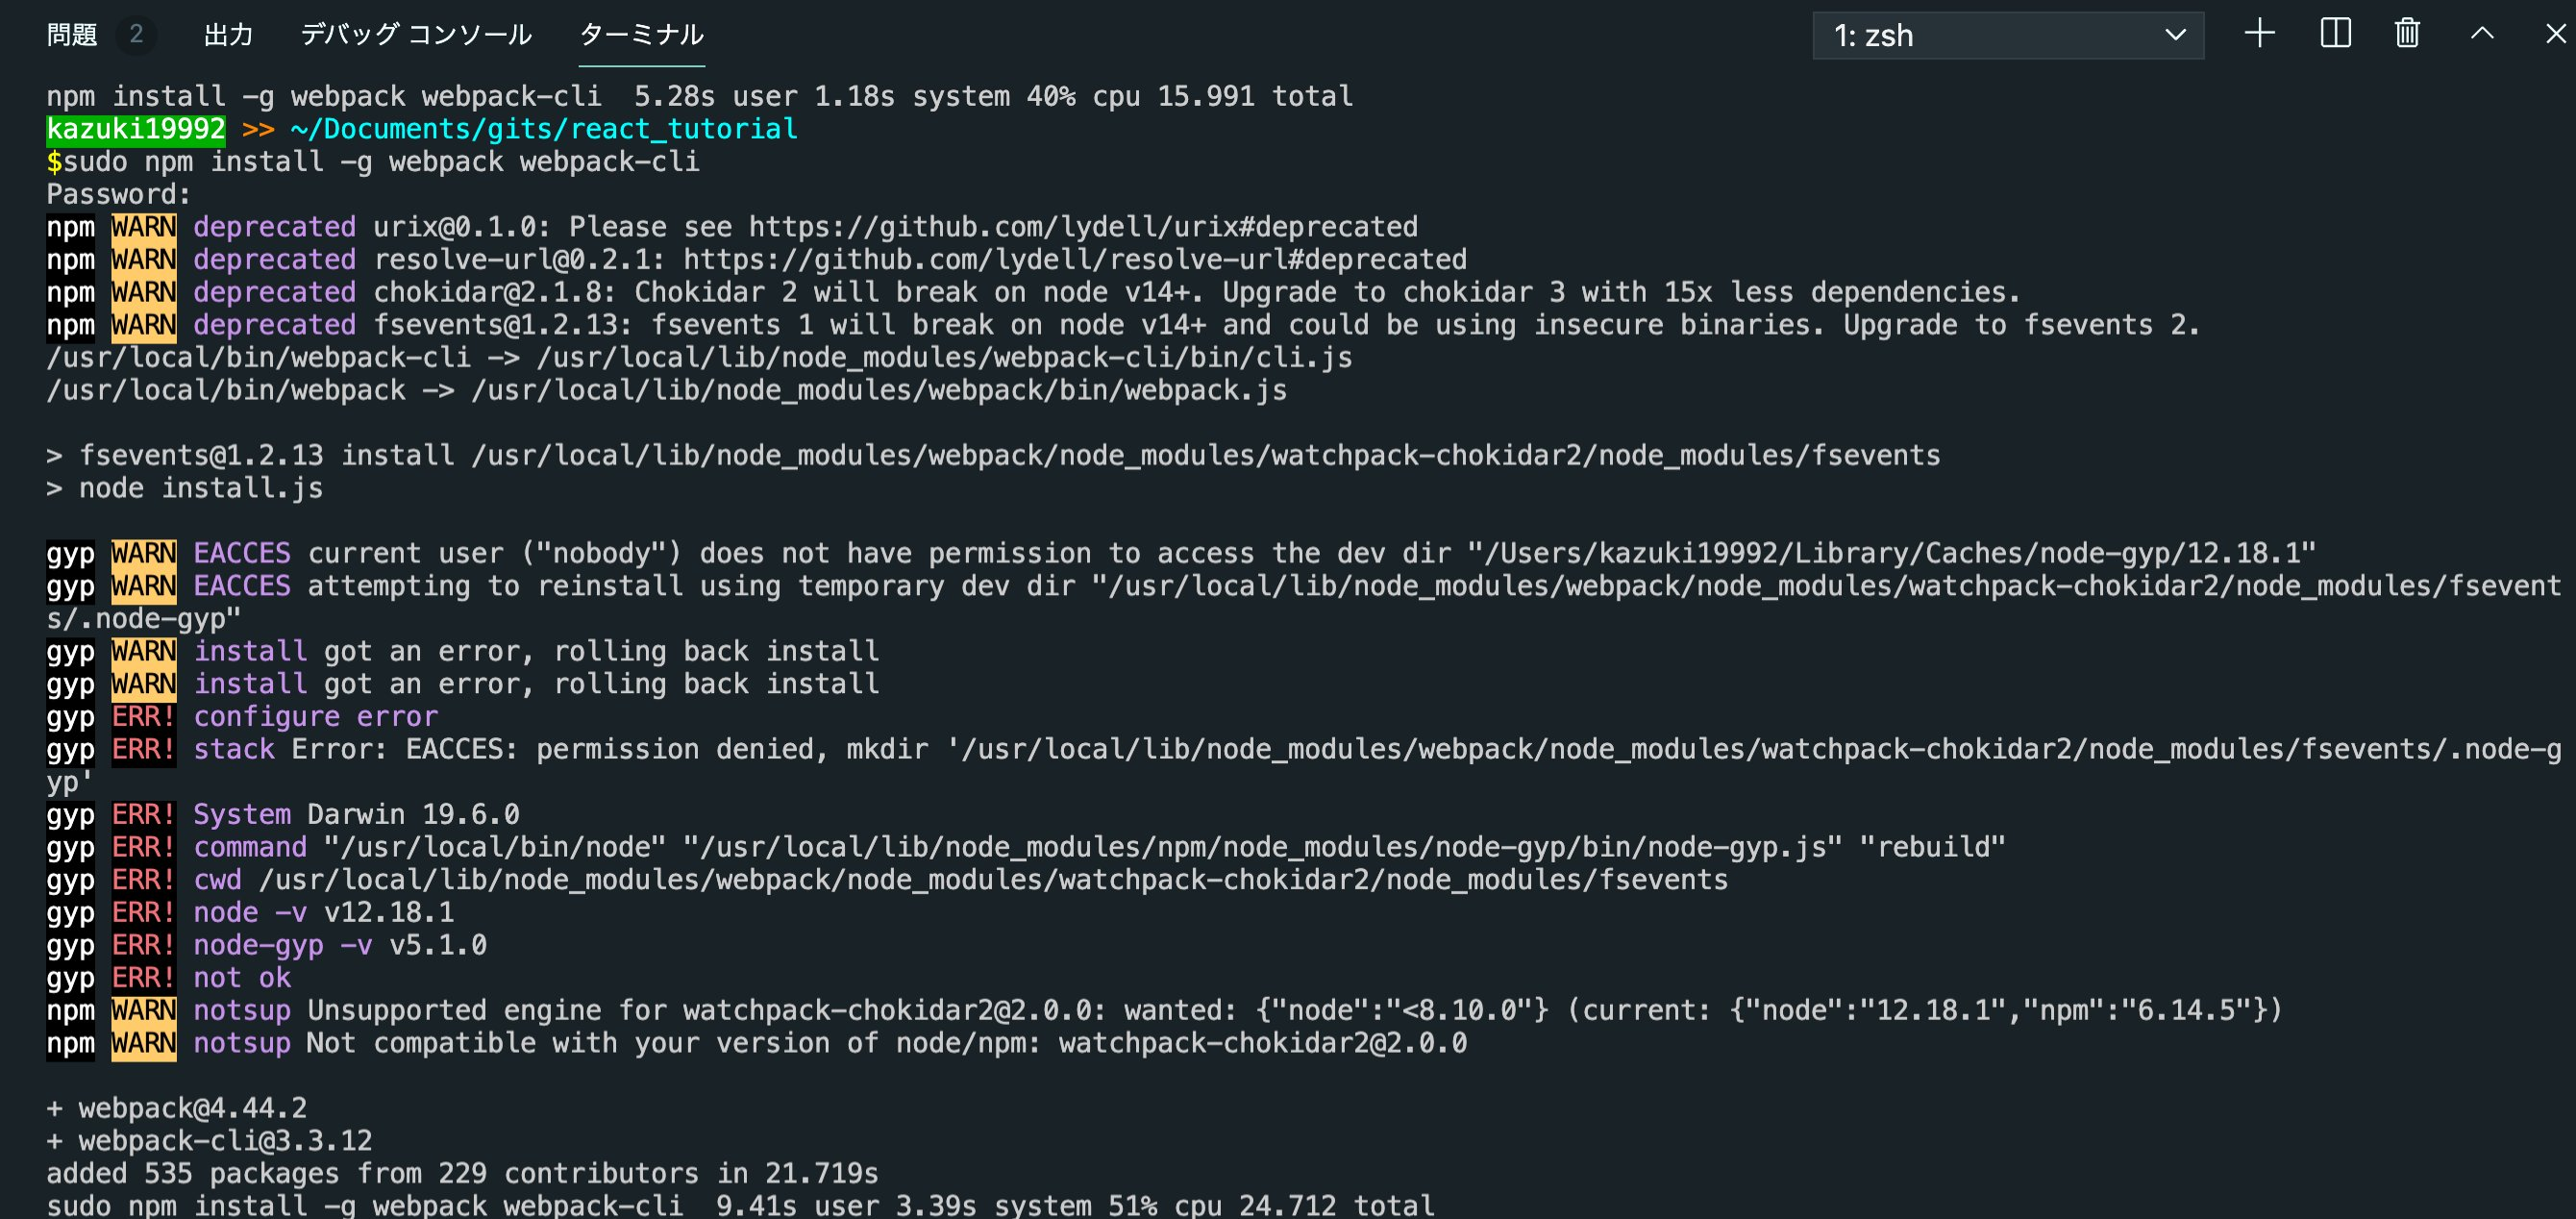 問題 2 出力 デバッグ コンソール ターミナル 1: zsh
npm install -g webpack webpack-cli  5.28s user 1.18s system 40% cpu 15.991 total
kazuki19992 >> ~/Documents/gits/react_tutorial
$sudo npm install -g webpack webpack-cli
Password:
npm WARN deprecated urix@0.1.0: Please see https://github.com/lydell/urix#deprecated
npm WARN deprecated resolve-url@0.2.1: https://github.com/lydell/resolve-url#deprecated
npm WARN deprecated chokidar@2.1.8: Chokidar 2 will break on node v14+. Upgrade to chokidar 3 with 15x less dependencies.
npm WARN deprecated fsevents@1.2.13: fsevents 1 will break on node v14+ and could be using insecure binaries. Upgrade to fsevents 2.
/usr/local/bin/webpack-cli -> /usr/local/lib/node_modules/webpack-cli/bin/cli.js
/usr/local/bin/webpack -> /usr/local/lib/node_modules/webpack/bin/webpack.js
> fsevents@1.2.13 install /usr/local/lib/node_modules/webpack/node_modules/watchpack-chokidar2/node_modules/fsevents
> node install.js
gyp WARN EACCES current user ("nobody") does not have permission to access the dev dir "/Users/kazuki19992/Library/Caches/node-gyp/12.18.1"
gyp WARN EACCES attempting to reinstall using temporary dev dir "/usr/local/lib/node_modules/webpack/node_modules/watchpack-chokidar2/node_modules/fsevent
s/.node-gyp"
gyp WARN install got an error, rolling back install
gyp WARN install got an error, rolling back install
gyp ERR! configure error
gyp ERR! stack Error: EACCES: permission denied, mkdir '/usr/local/lib/node_modules/webpack/node_modules/watchpack-chokidar2/node_modules/fsevents/.node-g
yp'
gyp ERR! System Darwin 19.6.0
gyp ERR! command "/usr/local/bin/node" "/usr/local/lib/node_modules/npm/node_modules/node-gyp/bin/node-gyp.js" "rebuild"
gyp ERR! cwd /usr/local/lib/node_modules/webpack/node_modules/watchpack-chokidar2/node_modules/fsevents
gyp ERR! node -v v12.18.1
gyp ERR! node-gyp -v v5.1.0
gyp ERR! not ok
npm WARN notsup Unsupported engine for watchpack-chokidar2@2.0.0: wanted: {"node":"<8.10.0"} (current: {"node":"12.18.1","npm":"6.14.5"})
npm WARN notsup Not compatible with your version of node/npm: watchpack-chokidar2@2.0.0
+ webpack@4.44.2
+ webpack-cli@3.3.12
added 535 packages from 229 contributors in 21.719s
sudo npm install -g webpack webpack-cli  9.41s user 3.39s system 51% cpu 24.712 total